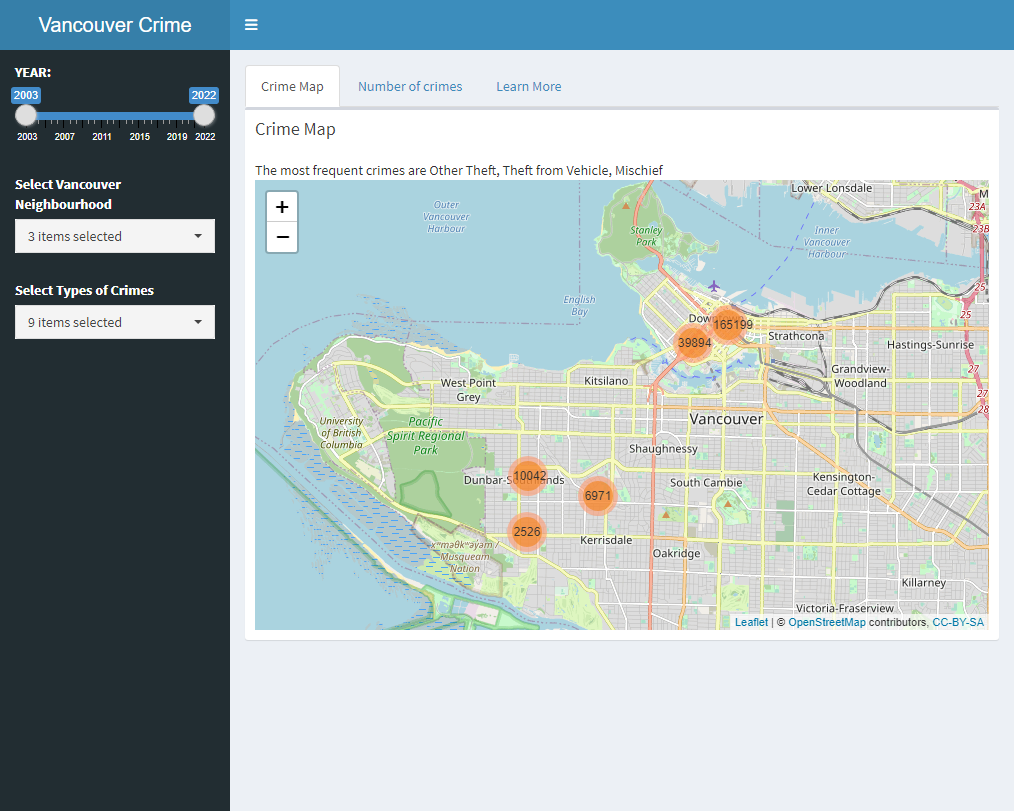 Vancouver Crime
YEAR:
2003
2022
2003
2007
2011
2015
2019
2022
Select Vancouver
Neighbourhood
3 items selected
Select Types of Crimes
9 items selected
Crime Map
Number of crimes
Learn More
Crime Map
The most frequent crimes are Other Theft, Theft from Vehicle, Mischief
+
−
Outer
Vancouver
Harbour
Lower Lonsdale
M
23A
23B
Stanley
Park
Inner
Vancouver
Harbour
25
25
English
Bay
Dow
165199
39894
Strathcona
Hastings-Sunrise
27
27
28
Grandview-
Woodland
West Point
Grey
Kitsilano
Vancouver
University
of British
Columbia
Pacific
Spirit Regional
Park
Shaughnessy
10042
Dunbar-S
lands
6971
South Cambie
Kensington-
Cedar Cottage
2526
Kerrisdale
Oakridge
xʷməθkʷəy̓əm /
Musqueam
Nation
Killarney
Victoria-Fraserview
Leaflet | © OpenStreetMap contributors, CC-BY-SA